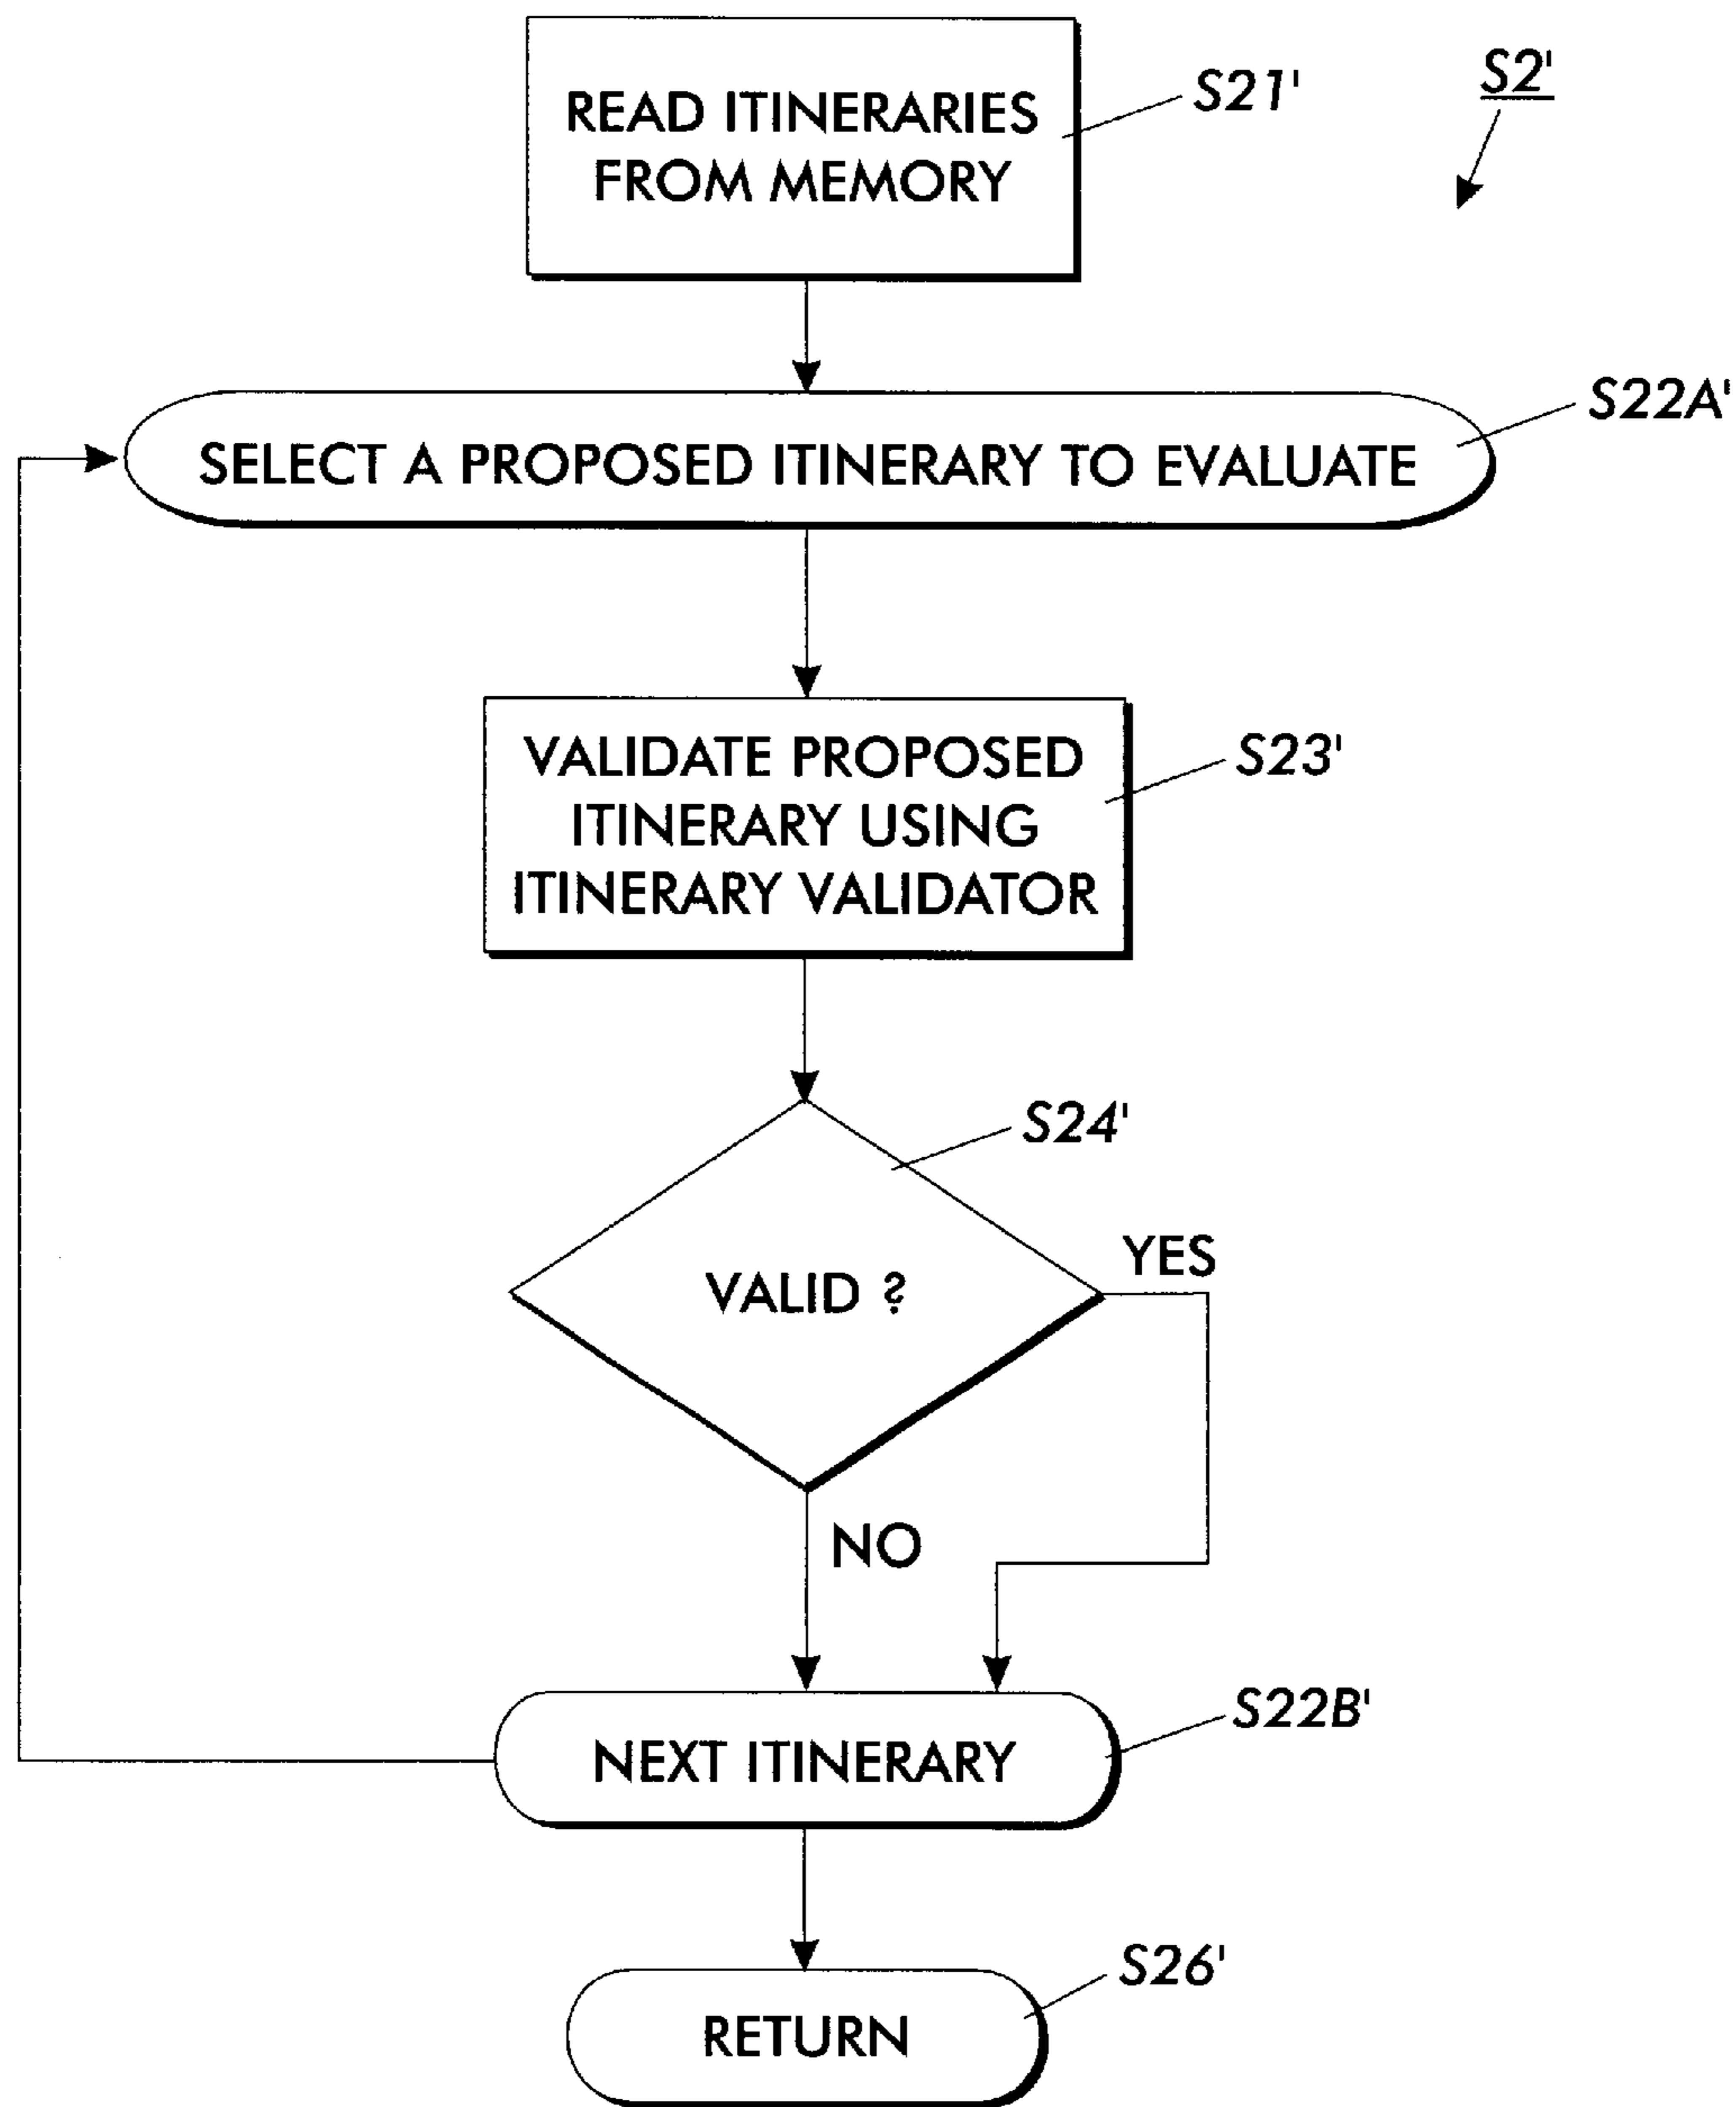 READ ITINERARIES
FROM MEMORY
S21'
S2'
SELECT A PROPOSED ITINERARY TO EVALUATE
S22A'
VALIDATE PROPOSED
ITINERARY USING
ITINERARY VALIDATOR
S23'
S24'
VALID ?
YES
NO
NEXT ITINERARY
S22B'
RETURN
S26'